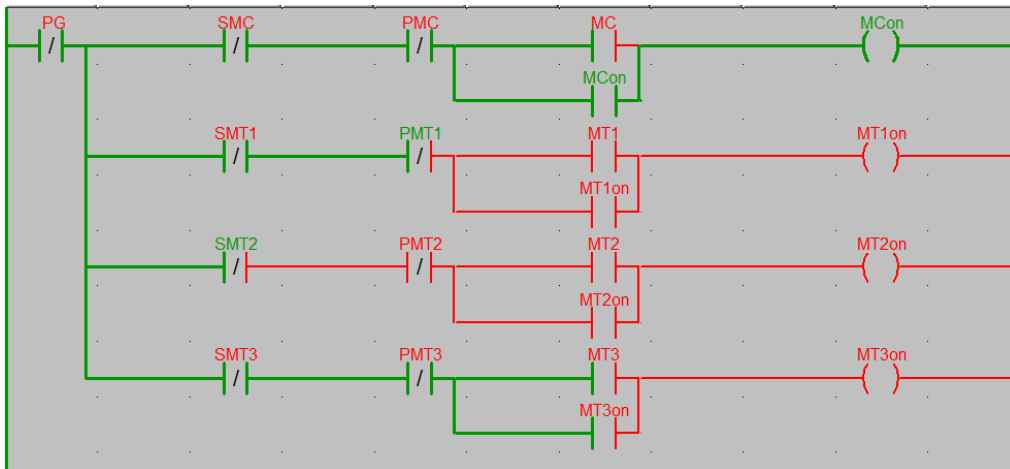 PG SMC PMC MC MCon
/ / /
MCon
SMT1 PMT1 MT1 MT1on
/ /
MT1on
SMT2 PMT2 MT2 MT2on
/ /
MT2on
SMT3 PMT3 MT3 MT3on
/ /
MT3on